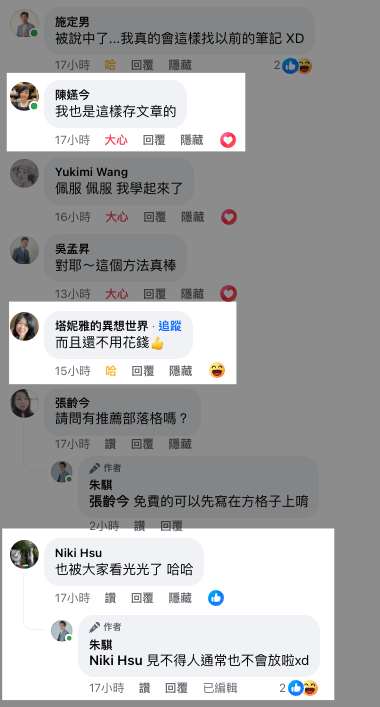 施定男
被說中了...我真的會這樣找以前的筆記 XD
17小時 哈 回覆 隱藏 2
陳嬿今
我也是這樣存文章的
17小時 大心 回覆 隱藏
Yukimi Wang
佩服 佩服 我學起來了
16小時 大心 回覆 隱藏
吳孟昇
對耶～這個方法真棒
13小時 大心 回覆 隱藏
塔妮雅的異想世界 · 追蹤
而且還不用花錢👍
15小時 哈 回覆 隱藏
張齡今
請問有推薦部落格嗎？
17小時 讚 回覆 隱藏
作者
朱騏
張齡今 免費的可以先寫在方格子上唷
2小時 讚 回覆
Niki Hsu
也被大家看光光了 哈哈
17小時 讚 回覆 隱藏
作者
朱騏
Niki Hsu 見不得人通常也不會放啦xd
17小時 讚 回覆 已編輯 2